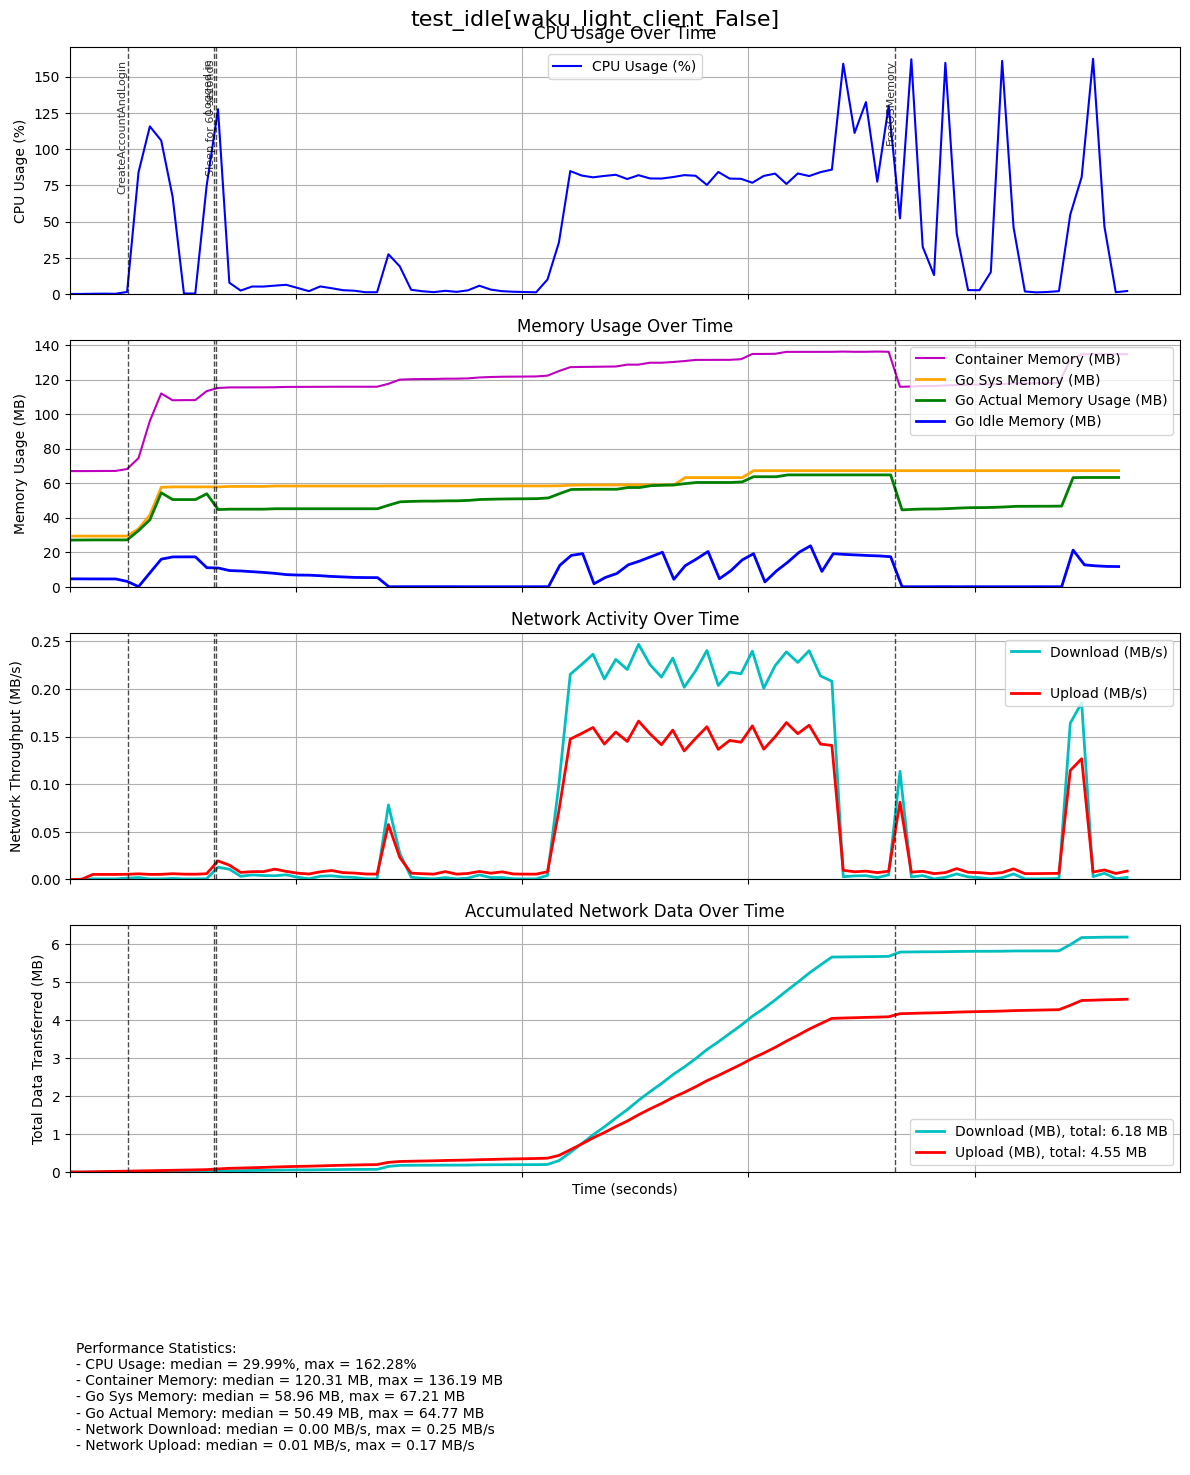 test_idle[waku_light_client_False]
CPU Usage Over Time
CPU Usage (%)
150
125
100
75
50
25
0
CPU Usage (%)
CreateAccountAndLogin
Sleep for 60 seconds
FreeOSMemory
Memory Usage Over Time
Memory Usage (MB)
140
120
100
80
60
40
20
0
Container Memory (MB)
Go Sys Memory (MB)
Go Actual Memory Usage (MB)
Go Idle Memory (MB)
Network Activity Over Time
Network Throughput (MB/s)
0.25
0.20
0.15
0.10
0.05
0.00
Download (MB/s)
Upload (MB/s)
Accumulated Network Data Over Time
Total Data Transferred (MB)
6
5
4
3
2
1
0
Download (MB), total: 6.18 MB
Upload (MB), total: 4.55 MB
Time (seconds)
Performance Statistics:
- CPU Usage: median = 29.99%, max = 162.28%
- Container Memory: median = 120.31 MB, max = 136.19 MB
- Go Sys Memory: median = 58.96 MB, max = 67.21 MB
- Go Actual Memory: median = 50.49 MB, max = 64.77 MB
- Network Download: median = 0.00 MB/s, max = 0.25 MB/s
- Network Upload: median = 0.01 MB/s, max = 0.17 MB/s